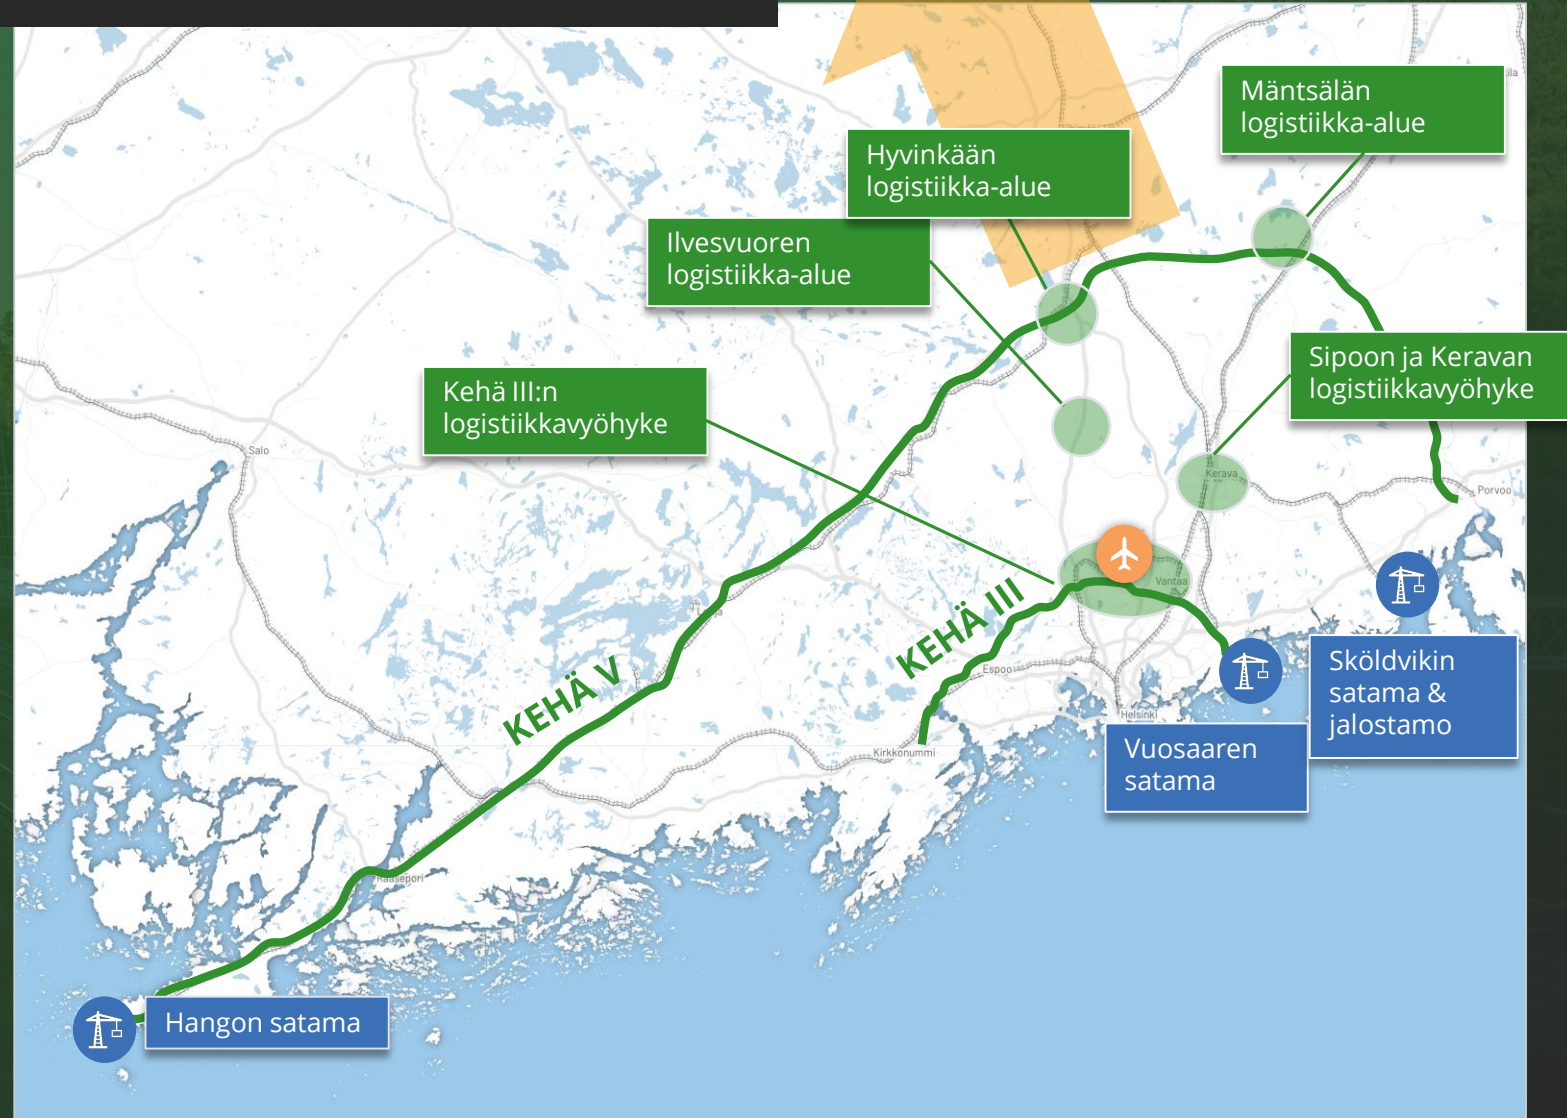 Mäntsälän
logistiikka-alue
Hyvinkään
logistiikka-alue
Ilvesvuoren
logistiikka-alue
Sipoon ja Keravan
logistiikkavyöhyke
Kehä III:n
logistiikkavyöhyke
Salo
Kerava
Porvoo
Vantaa
KEHÄ III
KEHÄ V
Espoo
Helsinki
Kirkkonummi
Sköldvikin
satama &
jalostamo
Vuosaaren
satama
Raasepori
Hangon satama